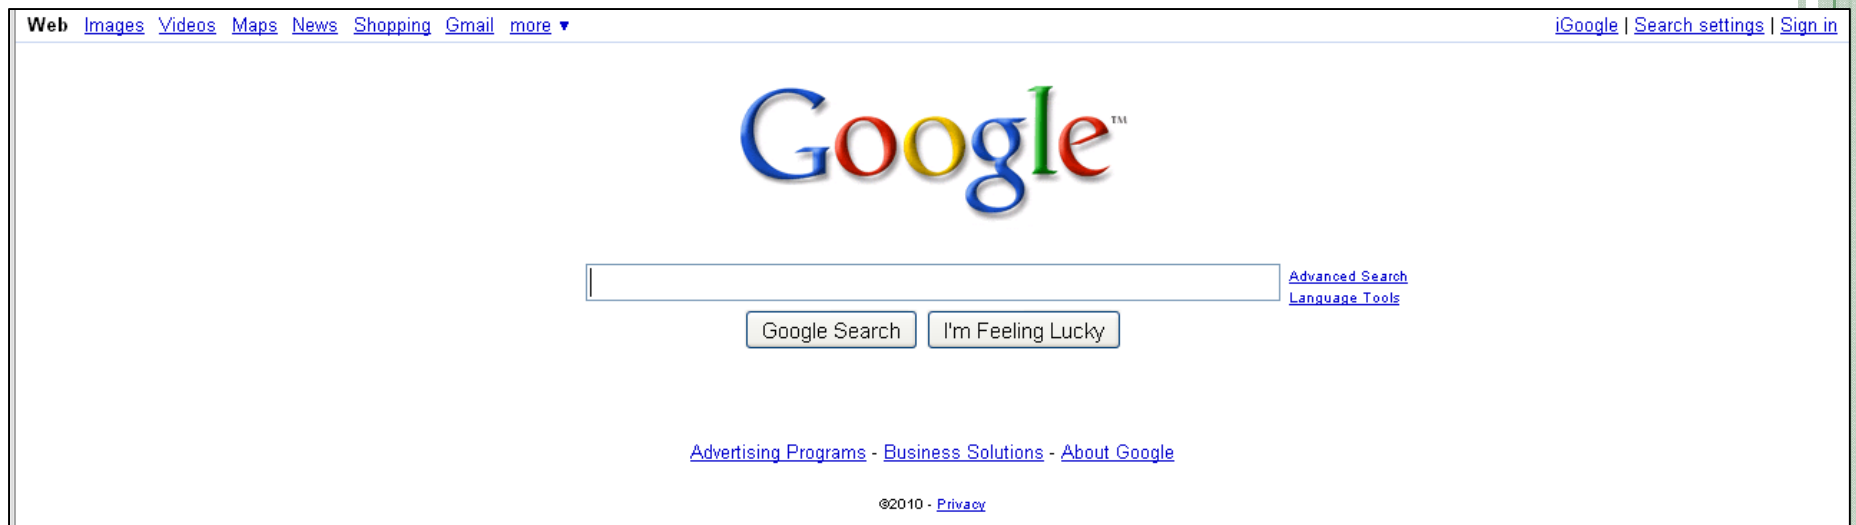 Web Images Videos Maps News Shopping Gmail more ▼ iGoogle | Search settings | Sign in
Google™
Advanced Search
Language Tools
Google Search I'm Feeling Lucky
Advertising Programs - Business Solutions - About Google
©2010 - Privacy